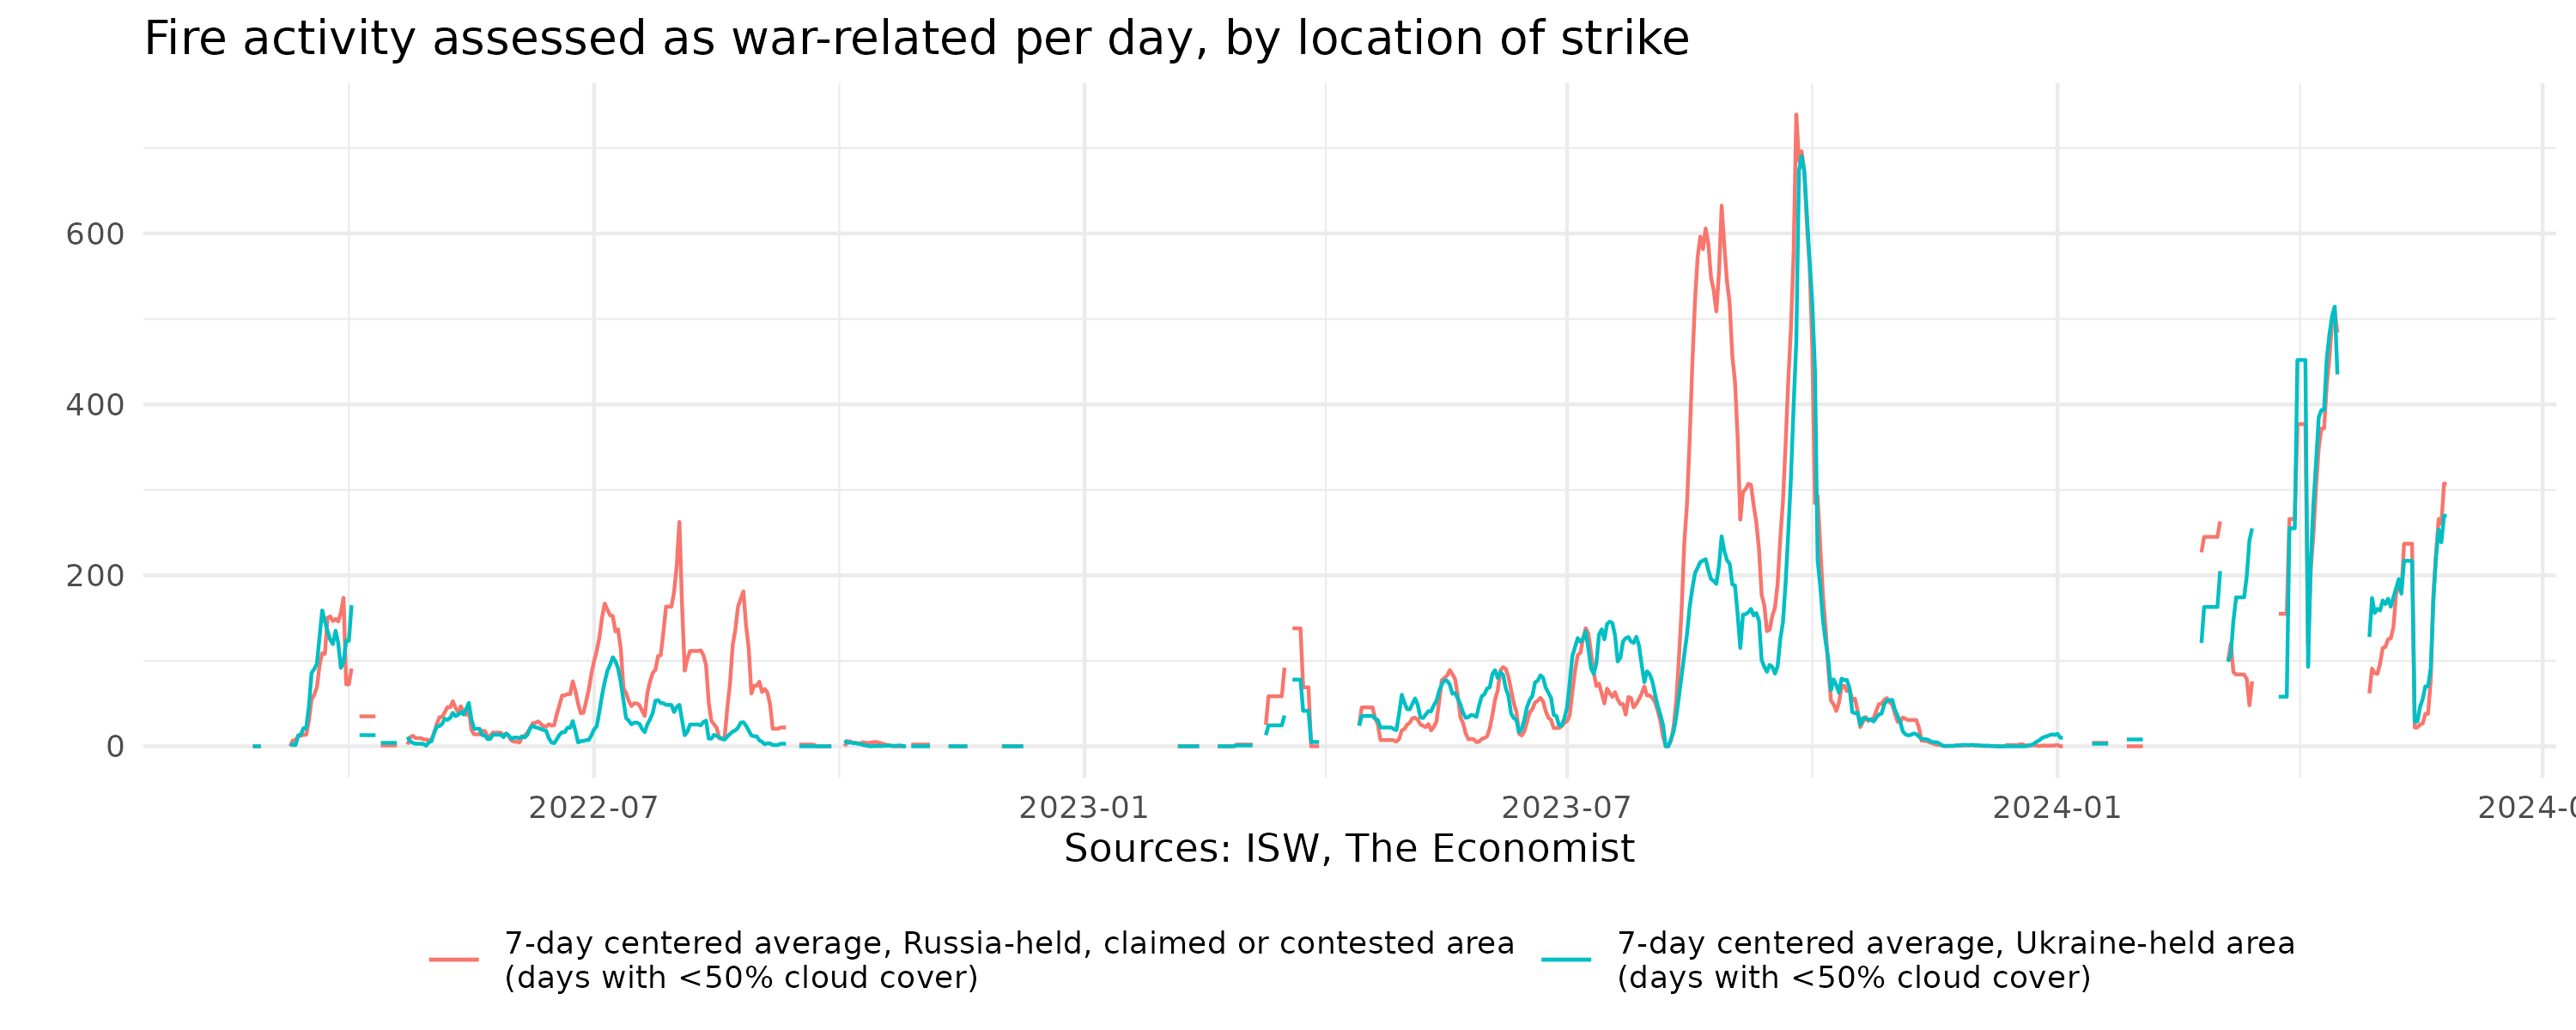 Fire activity assessed as war-related per day, by location of strike
600
400
200
0
2022-07
2023-01
2023-07
2024-01
2024-0
Sources: ISW, The Economist
7-day centered average, Russia-held, claimed or contested area
(days with <50% cloud cover)
7-day centered average, Ukraine-held area
(days with <50% cloud cover)